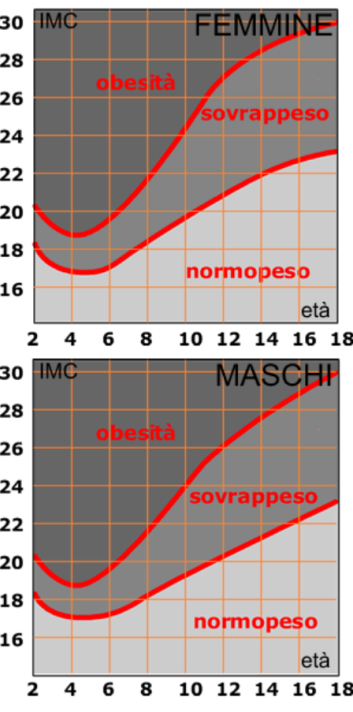 30 IMC FEMMINE
28
obesità
26
sovrappeso
24
22
20
18
normopeso
16
età
2 4 6 8 10 12 14 16 18
30 IMC MASCHI
28
obesità
26
24
sovrappeso
22
20
18
normopeso
16
età
2 4 6 8 10 12 14 16 18